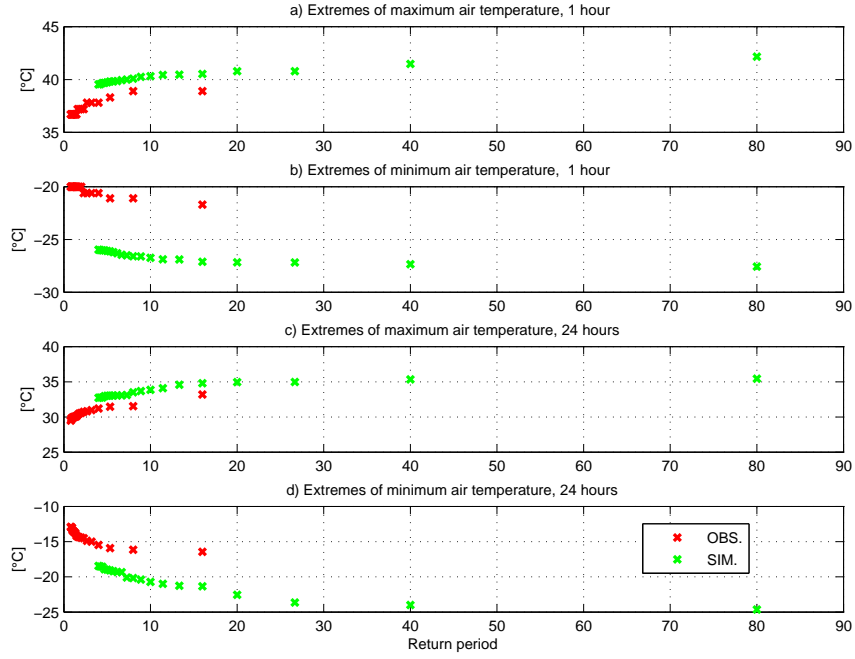 a) Extremes of maximum air temperature, 1 hour
45
40
35
[°C]
0 10 20 30 40 50 60 70 80 90
b) Extremes of minimum air temperature, 1 hour
−20
−25
−30
[°C]
0 10 20 30 40 50 60 70 80 90
c) Extremes of maximum air temperature, 24 hours
40
35
30
25
[°C]
0 10 20 30 40 50 60 70 80 90
d) Extremes of minimum air temperature, 24 hours
−10
−15
−20
−25
[°C]
OBS.
SIM.
0 10 20 30 40 50 60 70 80 90
Return period